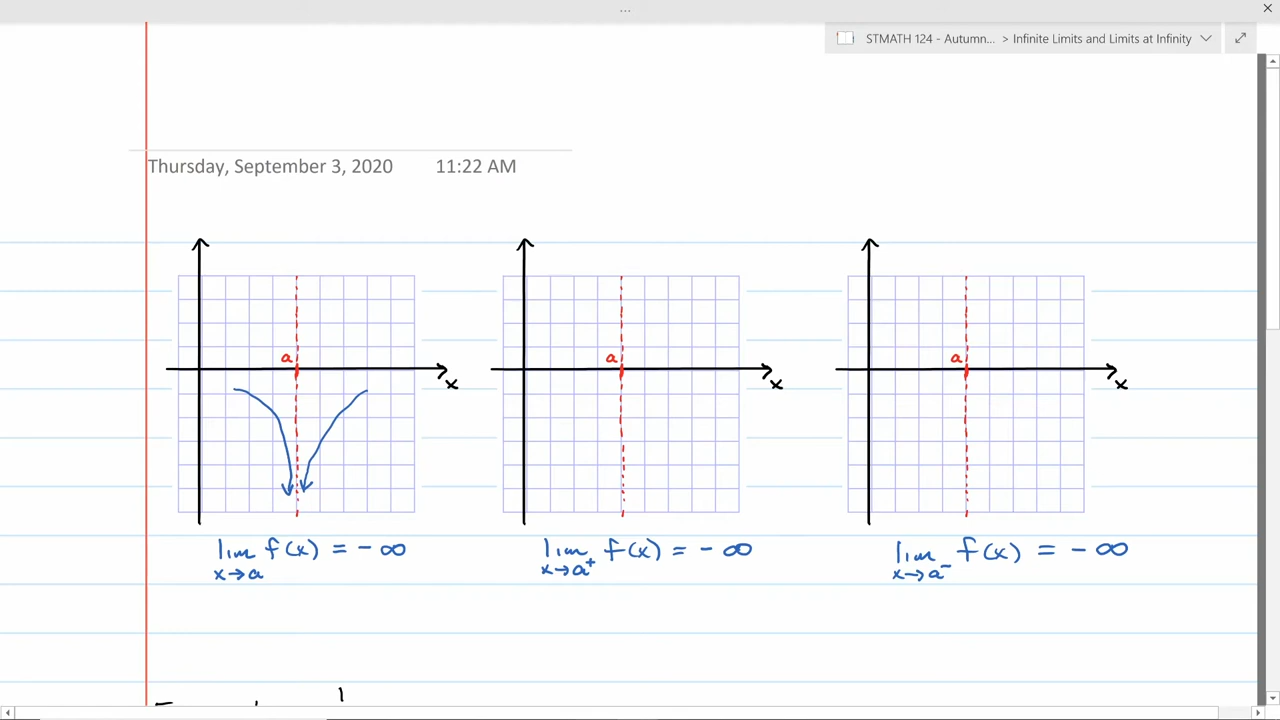 STMATH 124 - Autumn... > Infinite Limits and Limits at Infinity
Thursday, September 3, 2020 11:22 AM
a
x
lim f(x) = - ∞
x→a
a
x
lim f(x) = - ∞
x→a⁺
a
x
lim f(x) = - ∞
x→a⁻